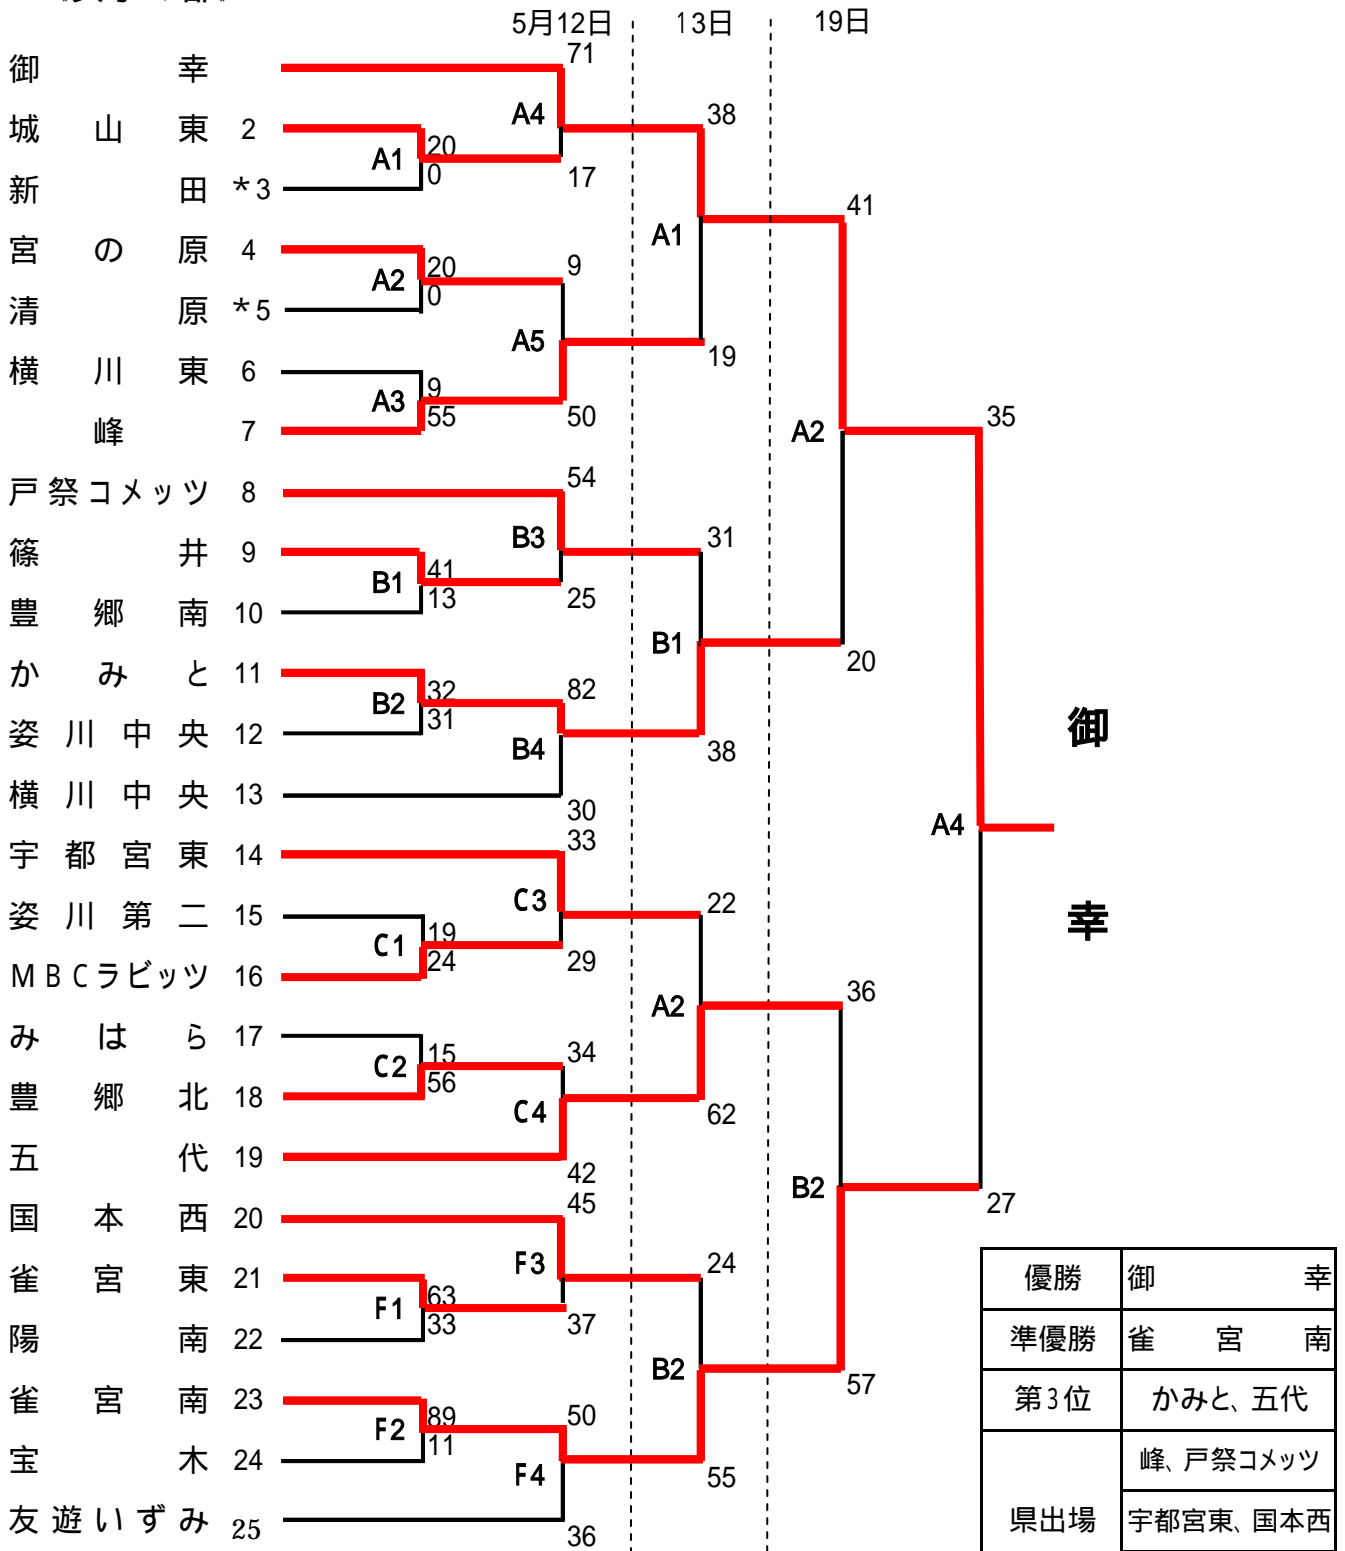 5月12日 13日 19日
71
御幸
A4 38
城山東 2
20
A1
0 17
新田 *3
41
A1
宮の原 4
20 9
A2
0
清原 *5
A5
19
横川東 6
9
A3
55 50
35
峰 7
A2
54
戸祭コメッツ 8
B3 31
篠井 9
41
B1
13 25
豊郷南 10
B1
20
かみと 11
32 82
B2
31
姿川中央 12
B4 38
御
横川中央 13
30
33
A4
宇都宮東 14
C3 22
姿川第二 15
幸
19
C1
24 29
MBCラビッツ 16
36
A2
みはら 17
15 34
C2
56
豊郷北 18
C4 62
五代 19
42
B2
45
27
国本西 20
F3 24
雀宮東 21
63
F1
33 37
陽南 22
B2
57
雀宮南 23
89 50
F2
11
宝木 24
F4 55
友遊いずみ 25
36
優勝 御幸
準優勝 雀宮南
第3位 かみと、五代
峰、戸祭コメッツ
県出場 宇都宮東、国本西